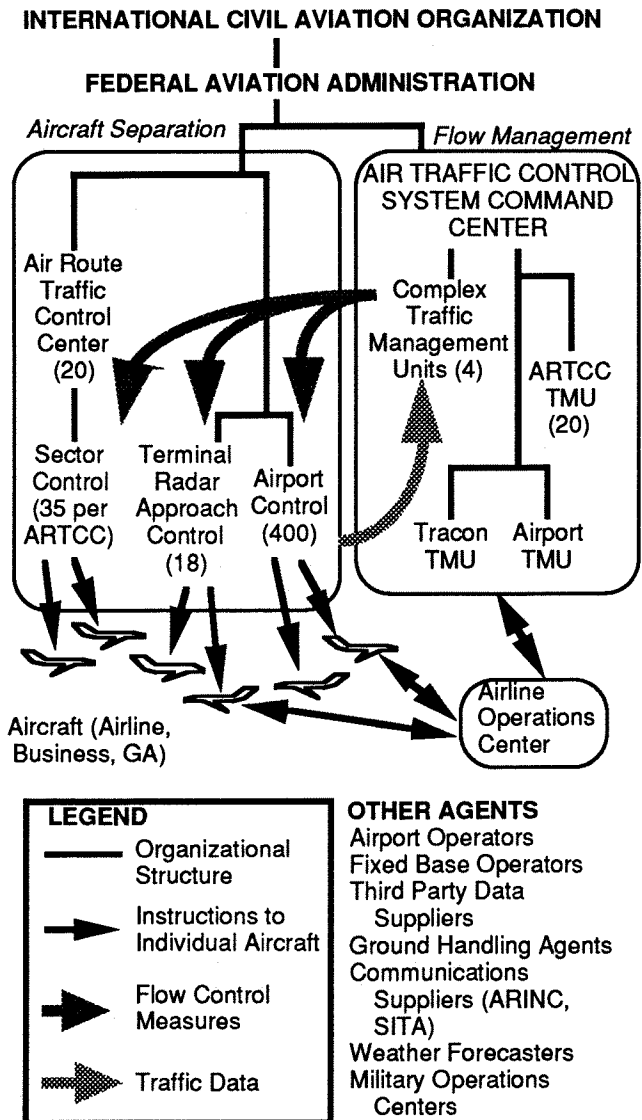 INTERNATIONAL CIVIL AVIATION ORGANIZATION
FEDERAL AVIATION ADMINISTRATION
Aircraft Separation
Flow Management
AIR TRAFFIC CONTROL
SYSTEM COMMAND
CENTER
Air Route
Traffic
Control
Center
(20)
Complex
Traffic
Management
Units (4)
ARTCC
TMU
(20)
Sector
Control
(35 per
ARTCC)
Terminal
Radar
Approach
Control
(18)
Airport
Control
(400)
Tracon
TMU
Airport
TMU
Airline
Operations
Center
Aircraft (Airline,
Business, GA)
LEGEND
Organizational
Structure
Instructions to
Individual Aircraft
Flow Control
Measures
Traffic Data
OTHER AGENTS
Airport Operators
Fixed Base Operators
Third Party Data
Suppliers
Ground Handling Agents
Communications
Suppliers (ARINC,
SITA)
Weather Forecasters
Military Operations
Centers